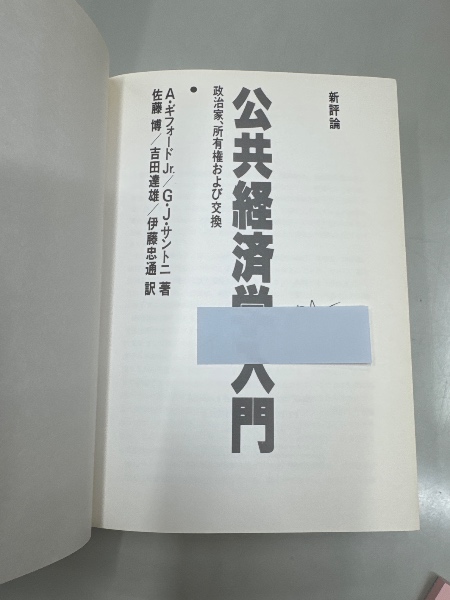 新評論
公共経済学入門
政治家、所有権および交換
●
A・ギフォード Jr.／G・J・サントニ 著
佐藤 博／吉田達雄／伊藤忠通 訳